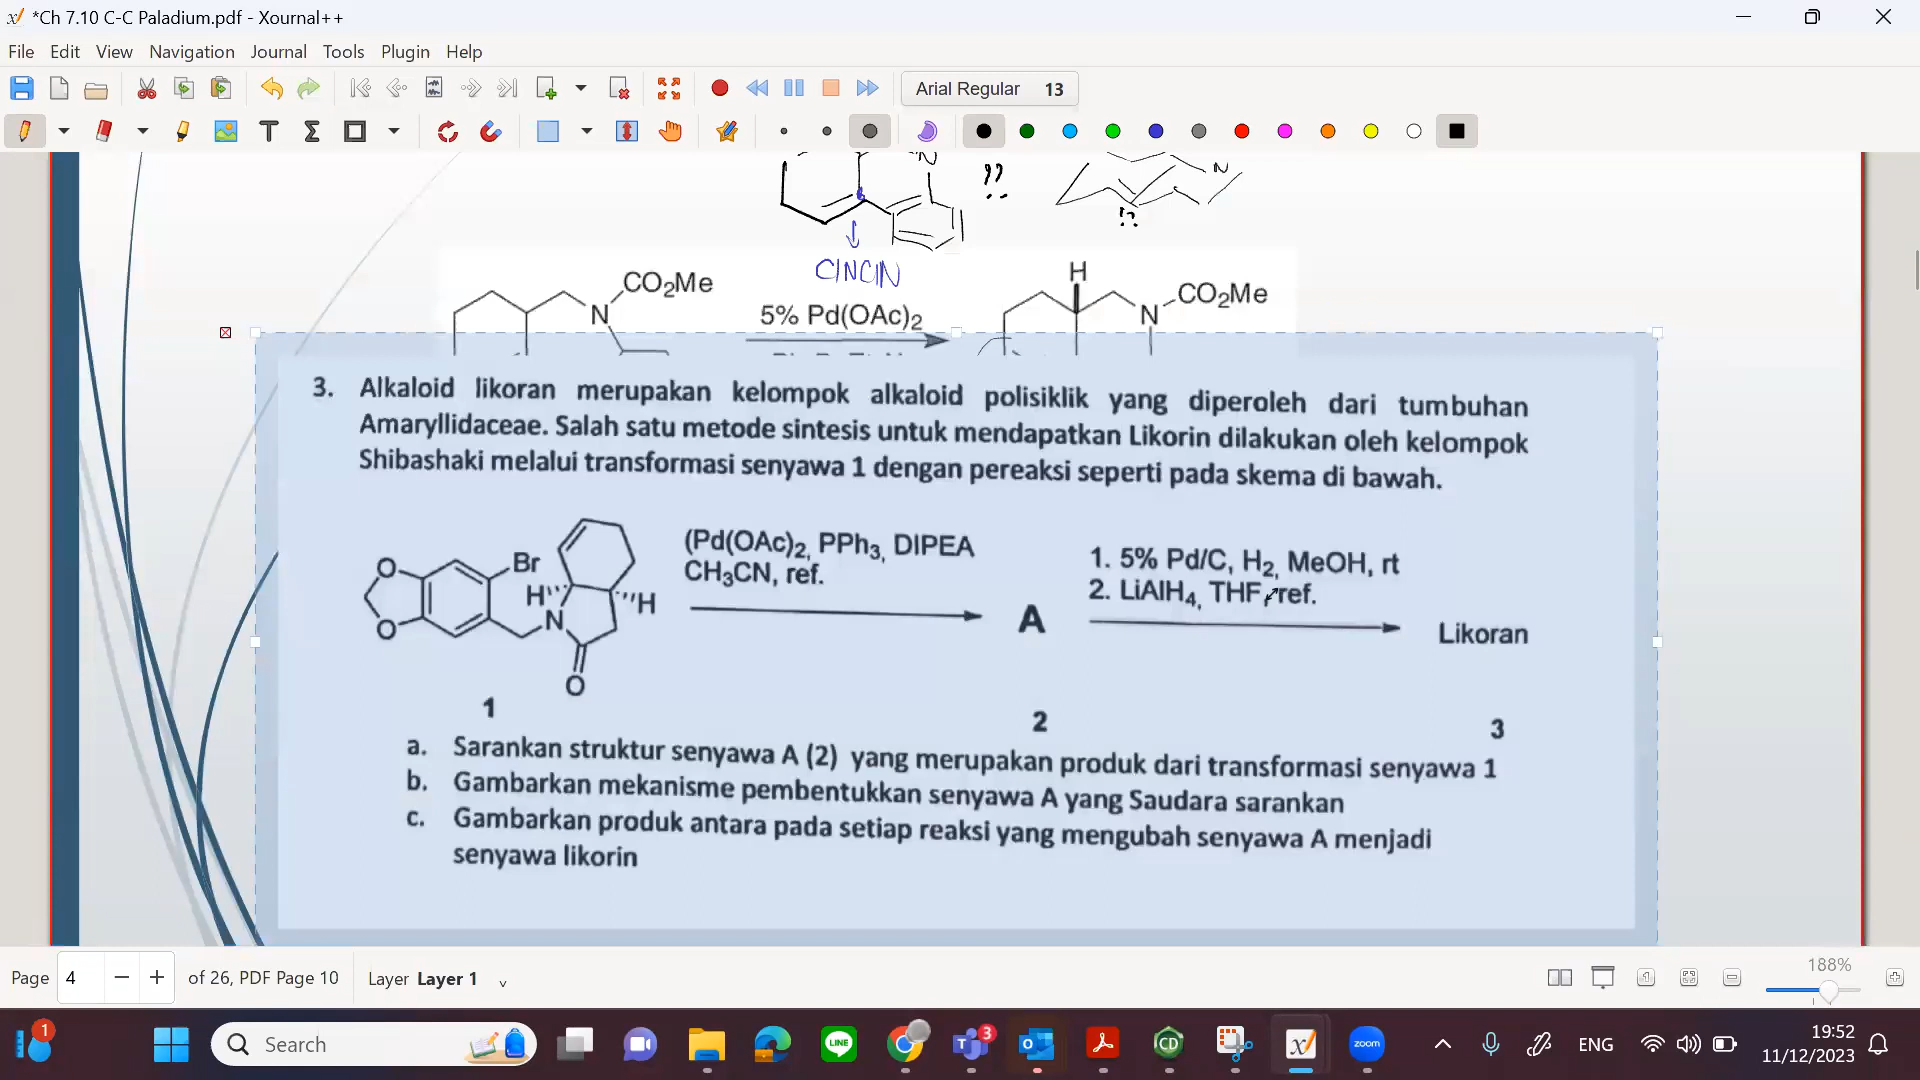 *Ch 7.10 C-C Paladium.pdf - Xournal++
File Edit View Navigation Journal Tools Plugin Help
Arial Regular 13
N
??
N
!?
CINCIN
CO2Me
N
5% Pd(OAc)2
H
CO2Me
N
3. Alkaloid likoran merupakan kelompok alkaloid polisiklik yang diperoleh dari tumbuhan
Amaryllidaceae. Salah satu metode sintesis untuk mendapatkan Likorin dilakukan oleh kelompok
Shibashaki melalui transformasi senyawa 1 dengan pereaksi seperti pada skema di bawah.
O
O
Br
H
N
H
O
(Pd(OAc)2, PPh3, DIPEA
CH3CN, ref.
A
1. 5% Pd/C, H2, MeOH, rt
2. LiAlH4, THF, ref.
Likoran
1
2
3
a. Sarankan struktur senyawa A (2) yang merupakan produk dari transformasi senyawa 1
b. Gambarkan mekanisme pembentukkan senyawa A yang Saudara sarankan
c. Gambarkan produk antara pada setiap reaksi yang mengubah senyawa A menjadi
senyawa likorin
Page 4 of 26, PDF Page 10 Layer Layer 1
188%
1
Search
LINE
3
CD
zoom
ENG
19:52
11/12/2023